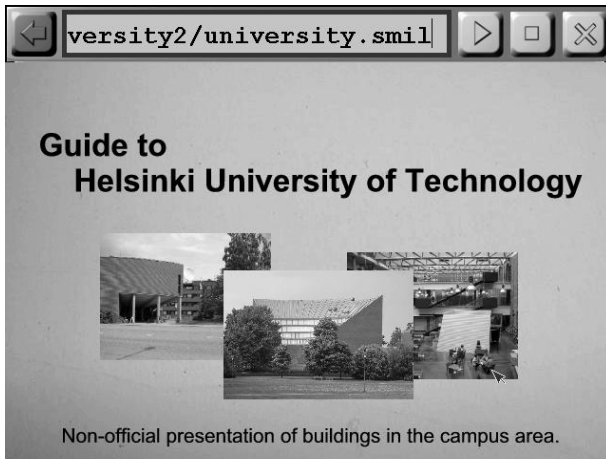 versity2/university.smil
Guide to
Helsinki University of Technology
Non-official presentation of buildings in the campus area.